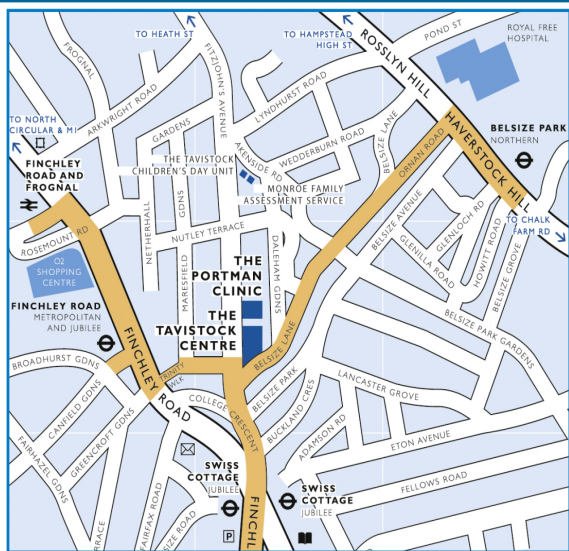 TO HEATH ST
TO HAMPSTEAD
HIGH ST
POND ST
ROYAL FREE
HOSPITAL
FROGNAL
FITZJOHN'S AVENUE
ROSSLYN HILL
ARKWRIGHT ROAD
LYNDHURST ROAD
TO NORTH
CIRCULAR & M1
GARDENS
WEDDERBURN ROAD
BELSIZE LANE
ORNAN ROAD
HAVERSTOCK HILL
BELSIZE PARK
NORTHERN
FINCHLEY
ROAD AND
FROGNAL
THE TAVISTOCK
CHILDREN'S DAY UNIT
AKENSIDE RD
MONROE FAMILY
ASSESSMENT SERVICE
NETHERHALL
GDNS
BELSIZE AVENUE
GLENLOCH RD
GLENILLA ROAD
HOWITT ROAD
TO CHALK
FARM RD
ROSEMOUNT RD
NUTLEY TERRACE
MARESFIELD
DALEHAM GDNS
BELSIZE GROVE
O2
SHOPPING
CENTRE
THE
PORTMAN
CLINIC
THE
TAVISTOCK
CENTRE
FINCHLEY ROAD
METROPOLITAN
AND JUBILEE
FINCHLEY
ROAD
BELSIZE PARK GARDENS
BROADHURST GDNS
TRINITY
WLK
BELSIZE LANE
CANFIELD GDNS
COLLEGE
CRESCENT
BELSIZE PARK
LANCASTER GROVE
GREENCROFT GDNS
BUCKLAND CRES
ADAMSON RD
ETON AVENUE
FAIRHAZEL GDNS
FELLOWS ROAD
SWISS
COTTAGE
JUBILEE
SWISS
COTTAGE
JUBILEE
FAIRFAX ROAD
SIZE ROAD
RRACE
P
FINCHL